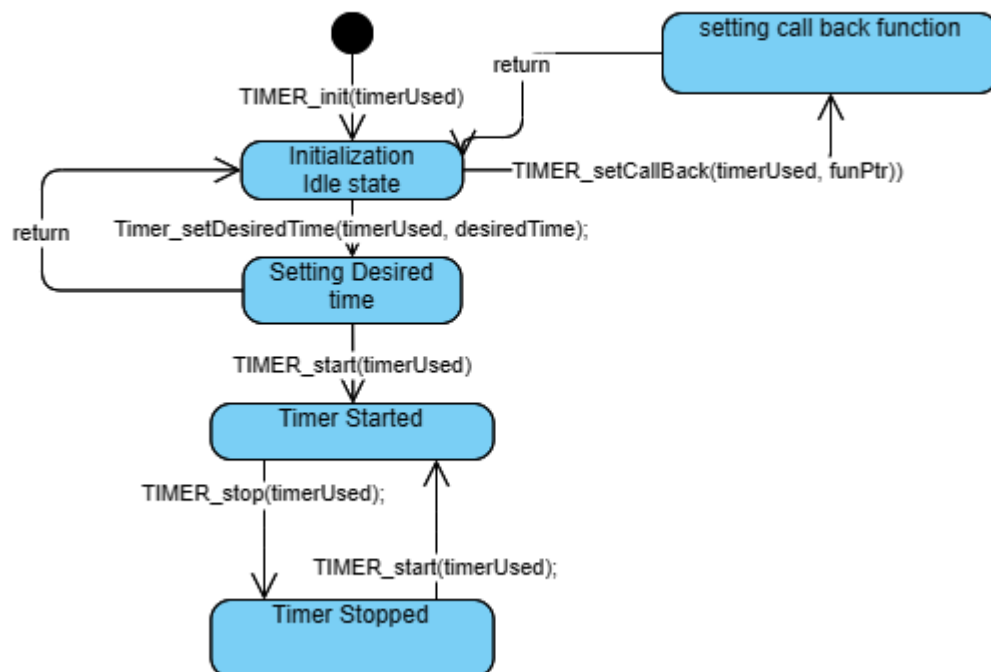 setting call back function
return
TIMER_init(timerUsed)
Initialization
Idle state
TIMER_setCallBack(timerUsed, funPtr))
return
Timer_setDesiredTime(timerUsed, desiredTime);
Setting Desired
time
TIMER_start(timerUsed)
Timer Started
TIMER_stop(timerUsed);
TIMER_start(timerUsed);
Timer Stopped